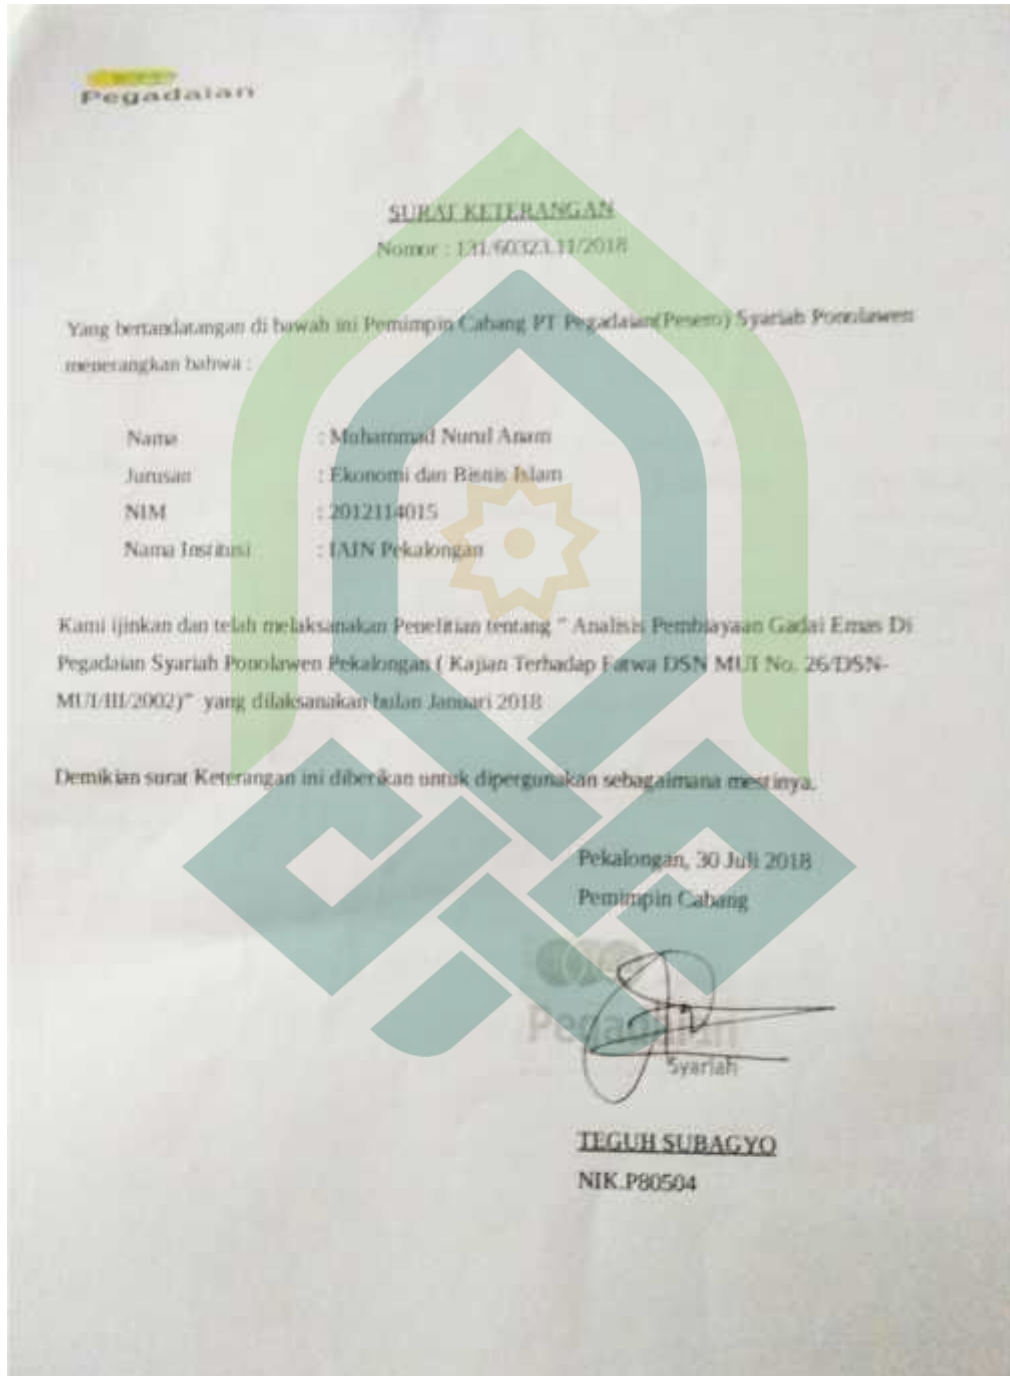 Pegadaian
SURAT KETERANGAN
Nomor : 131/60323.11/2018
Yang bertandatangan di bawah ini Pemimpin Cabang PT Pegadaian(Pesero) Syariah Ponolawen
menerangkan bahwa :
Nama : Muhammad Nurul Anam
Jurusan : Ekonomi dan Bisnis Islam
NIM : 2012114015
Nama Institusi : IAIN Pekalongan
Kami ijinkan dan telah melaksanakan Penelitian tentang " Analisis Pembiayaan Gadai Emas Di
Pegadaian Syariah Ponolawen Pekalongan ( Kajian Terhadap Fatwa DSN MUI No. 26/DSN-
MUI/III/2002)" yang dilaksanakan bulan Januari 2018
Demikian surat Keterangan ini diberikan untuk dipergunakan sebagaimana mestinya.
Pekalongan, 30 Juli 2018
Pemimpin Cabang
Pegadaian
Syariah
TEGUH SUBAGYO
NIK.P80504